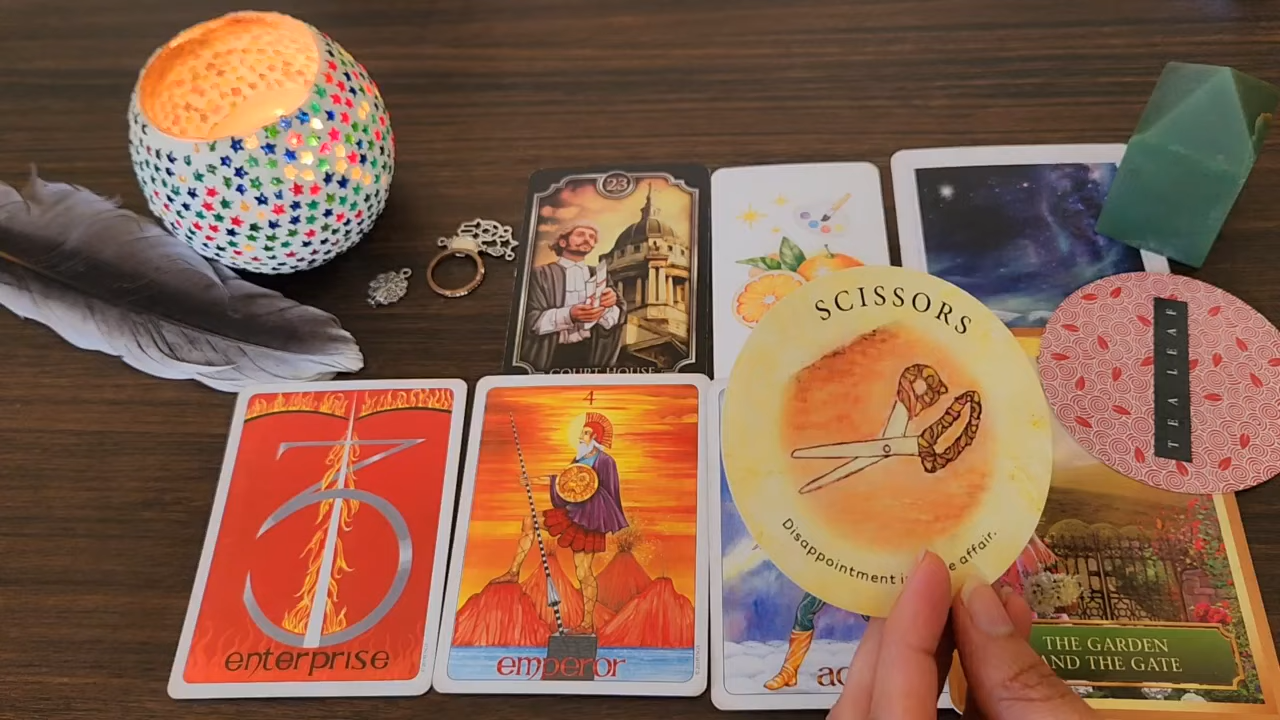 23
COURT HOUSE
SCISSORS
Disappointment i
e affair.
TEA LEAF
enterprise
4
emperor
THE GARDEN
AND THE GATE